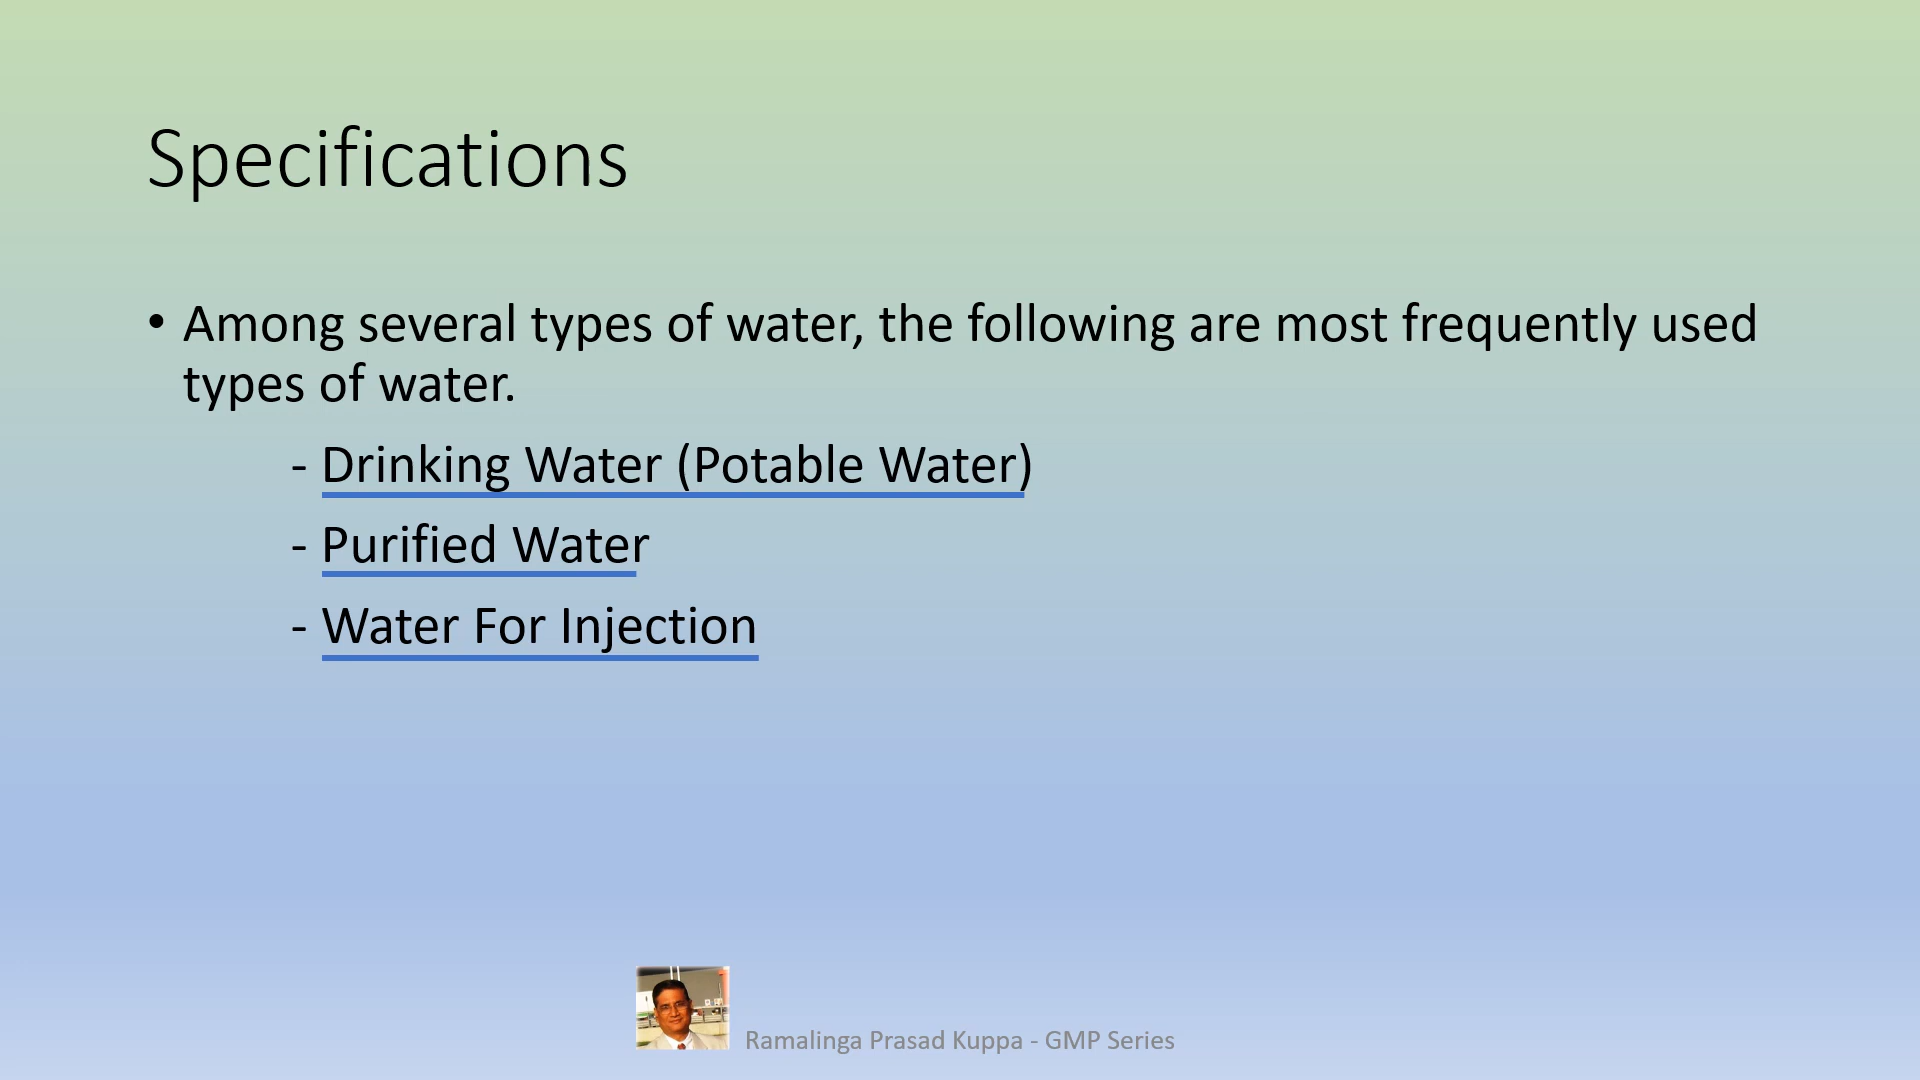 Specifications
• Among several types of water, the following are most frequently used
types of water.
- Drinking Water (Potable Water)
- Purified Water
- Water For Injection
Ramalinga Prasad Kuppa - GMP Series